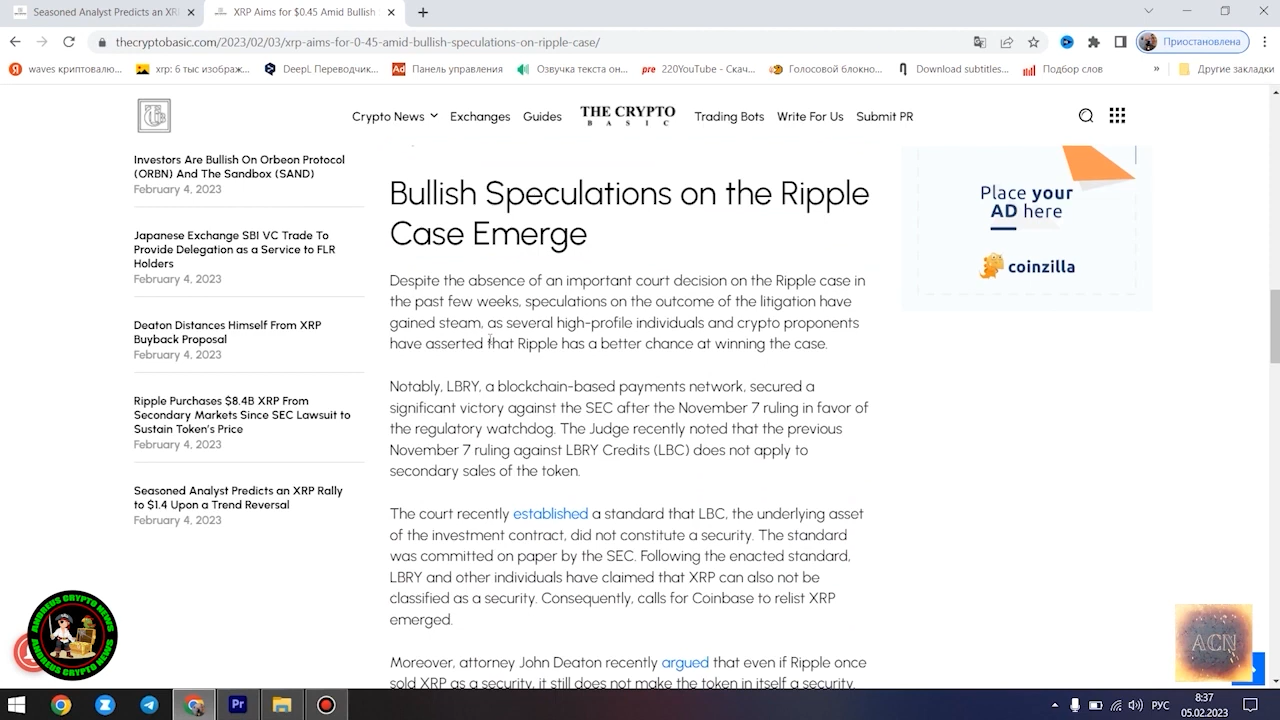 Seasoned Analyst Predicts an XRP
XRP Aims for $0.45 Amid Bullish
thecryptobasic.com/2023/02/03/xrp-aims-for-0-45-amid-bullish-speculations-on-ripple-case/
Приостановлена
waves криптовалю...
xrp: 6 тыс изображ...
DeepL Переводчик...
Ad
Панель управления
Озвучка текста он...
pre
220YouTube - Скач...
Голосовой блокно...
Download subtitles...
Подбор слов
»
Другие закладки
Crypto News
Exchanges
Guides
THE CRYPTO
BASIC
Trading Bots
Write For Us
Submit PR
Investors Are Bullish On Orbeon Protocol
(ORBN) And The Sandbox (SAND)
February 4, 2023
Japanese Exchange SBI VC Trade To
Provide Delegation as a Service to FLR
Holders
February 4, 2023
Deaton Distances Himself From XRP
Buyback Proposal
February 4, 2023
Ripple Purchases $8.4B XRP From
Secondary Markets Since SEC Lawsuit to
Sustain Token's Price
February 4, 2023
Seasoned Analyst Predicts an XRP Rally
to $1.4 Upon a Trend Reversal
February 4, 2023
Bullish Speculations on the Ripple
Case Emerge
Despite the absence of an important court decision on the Ripple case in
the past few weeks, speculations on the outcome of the litigation have
gained steam, as several high-profile individuals and crypto proponents
have asserted that Ripple has a better chance at winning the case.
Notably, LBRY, a blockchain-based payments network, secured a
significant victory against the SEC after the November 7 ruling in favor of
the regulatory watchdog. The Judge recently noted that the previous
November 7 ruling against LBRY Credits (LBC) does not apply to
secondary sales of the token.
The court recently established a standard that LBC, the underlying asset
of the investment contract, did not constitute a security. The standard
was committed on paper by the SEC. Following the enacted standard,
LBRY and other individuals have claimed that XRP can also not be
classified as a security. Consequently, calls for Coinbase to relist XRP
emerged.
Moreover, attorney John Deaton recently argued that even if Ripple once
sold XRP as a security, it still does not make the token in itself a security.
Place your
AD here
coinzilla
ANDREUS CRYPTO NEWS
ANDREUS CRYPTO NEWS
ACN
Pr
РУС
8:37
05.02.2023